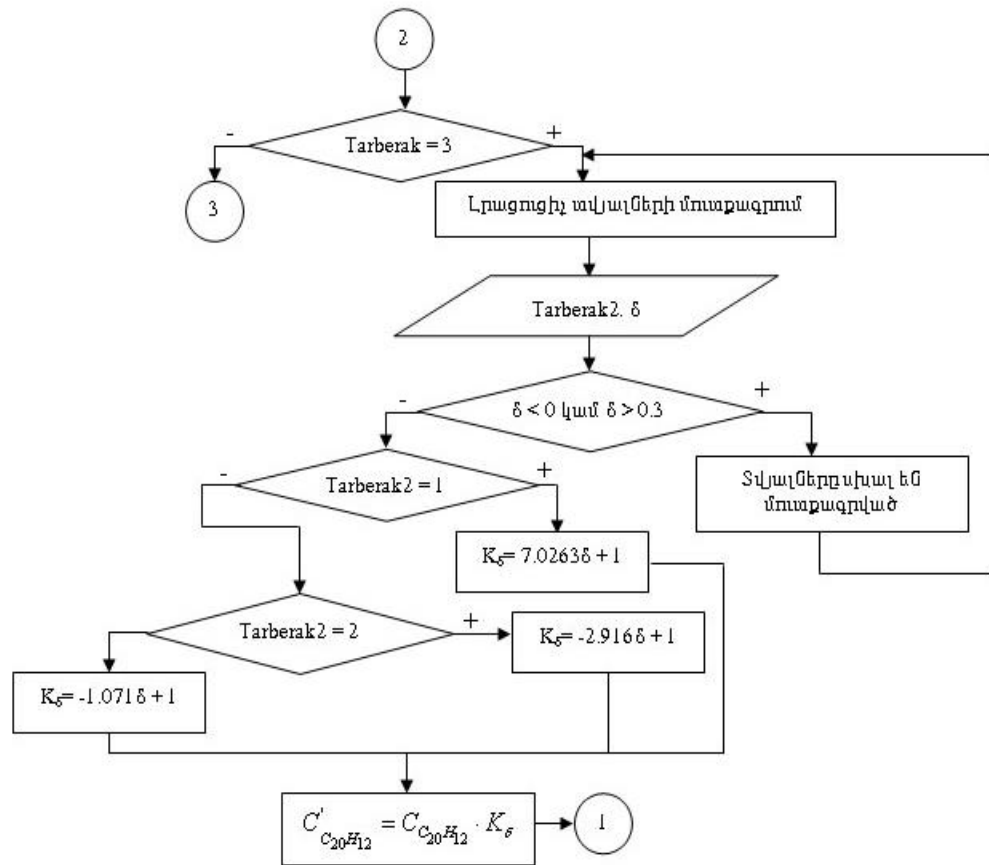 2
-
Tarberak = 3
+
3
Լրացուցիչ ավյալների մուտքագրում
Tarberak2. δ
-
δ < 0 կամ δ > 0.3
+
-
Tarberak2 = 1
+
Տվյալները սխալ են
մուտքագրված
Kδ= 7.0263δ + 1
Tarberak2 = 2
+
Kδ= -2.916δ + 1
Kδ= -1.071δ + 1
C'C20H12 = CC20H12 · Kδ
1